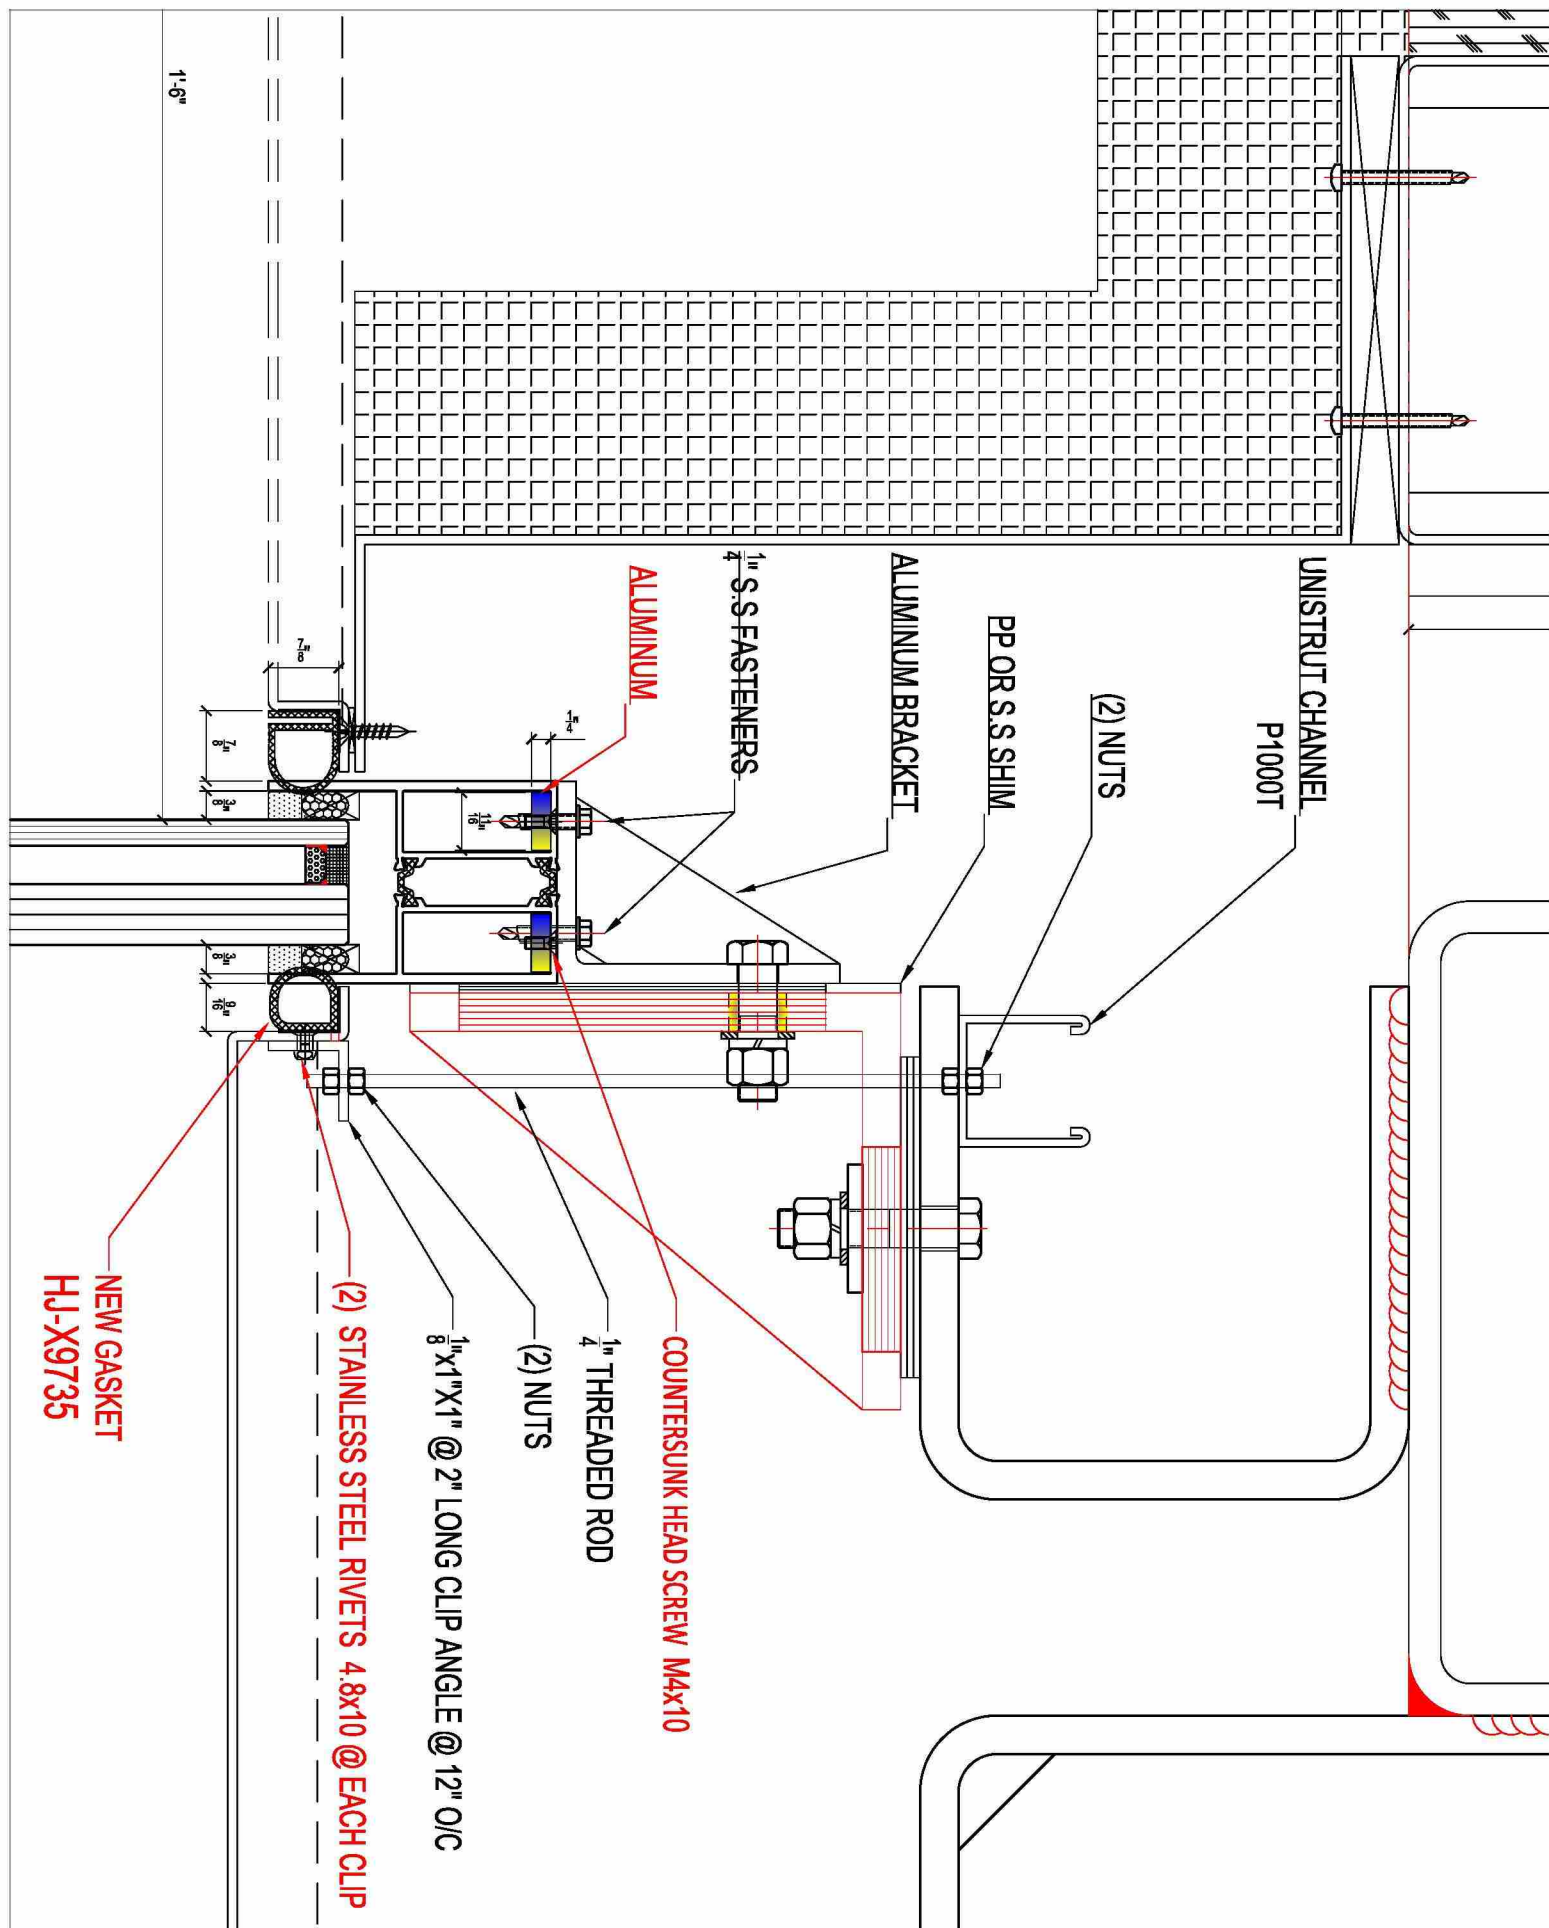 UNISTRUT CHANNEL
P1000T
(2) NUTS
PP OR S.S SHIM
ALUMINUM BRACKET
1/4" S.S FASTENERS
ALUMINUM
1/4"
11/16
7/8"
7/8"
3/8"
3/8"
9/16"
1'-6"
COUNTERSUNK HEAD SCREW M4x10
1/4" THREADED ROD
(2) NUTS
1/8"x1"X1" @ 2" LONG CLIP ANGLE @ 12" O/C
(2) STAINLESS STEEL RIVETS 4.8x10 @ EACH CLIP
NEW GASKET
HJ-X9735